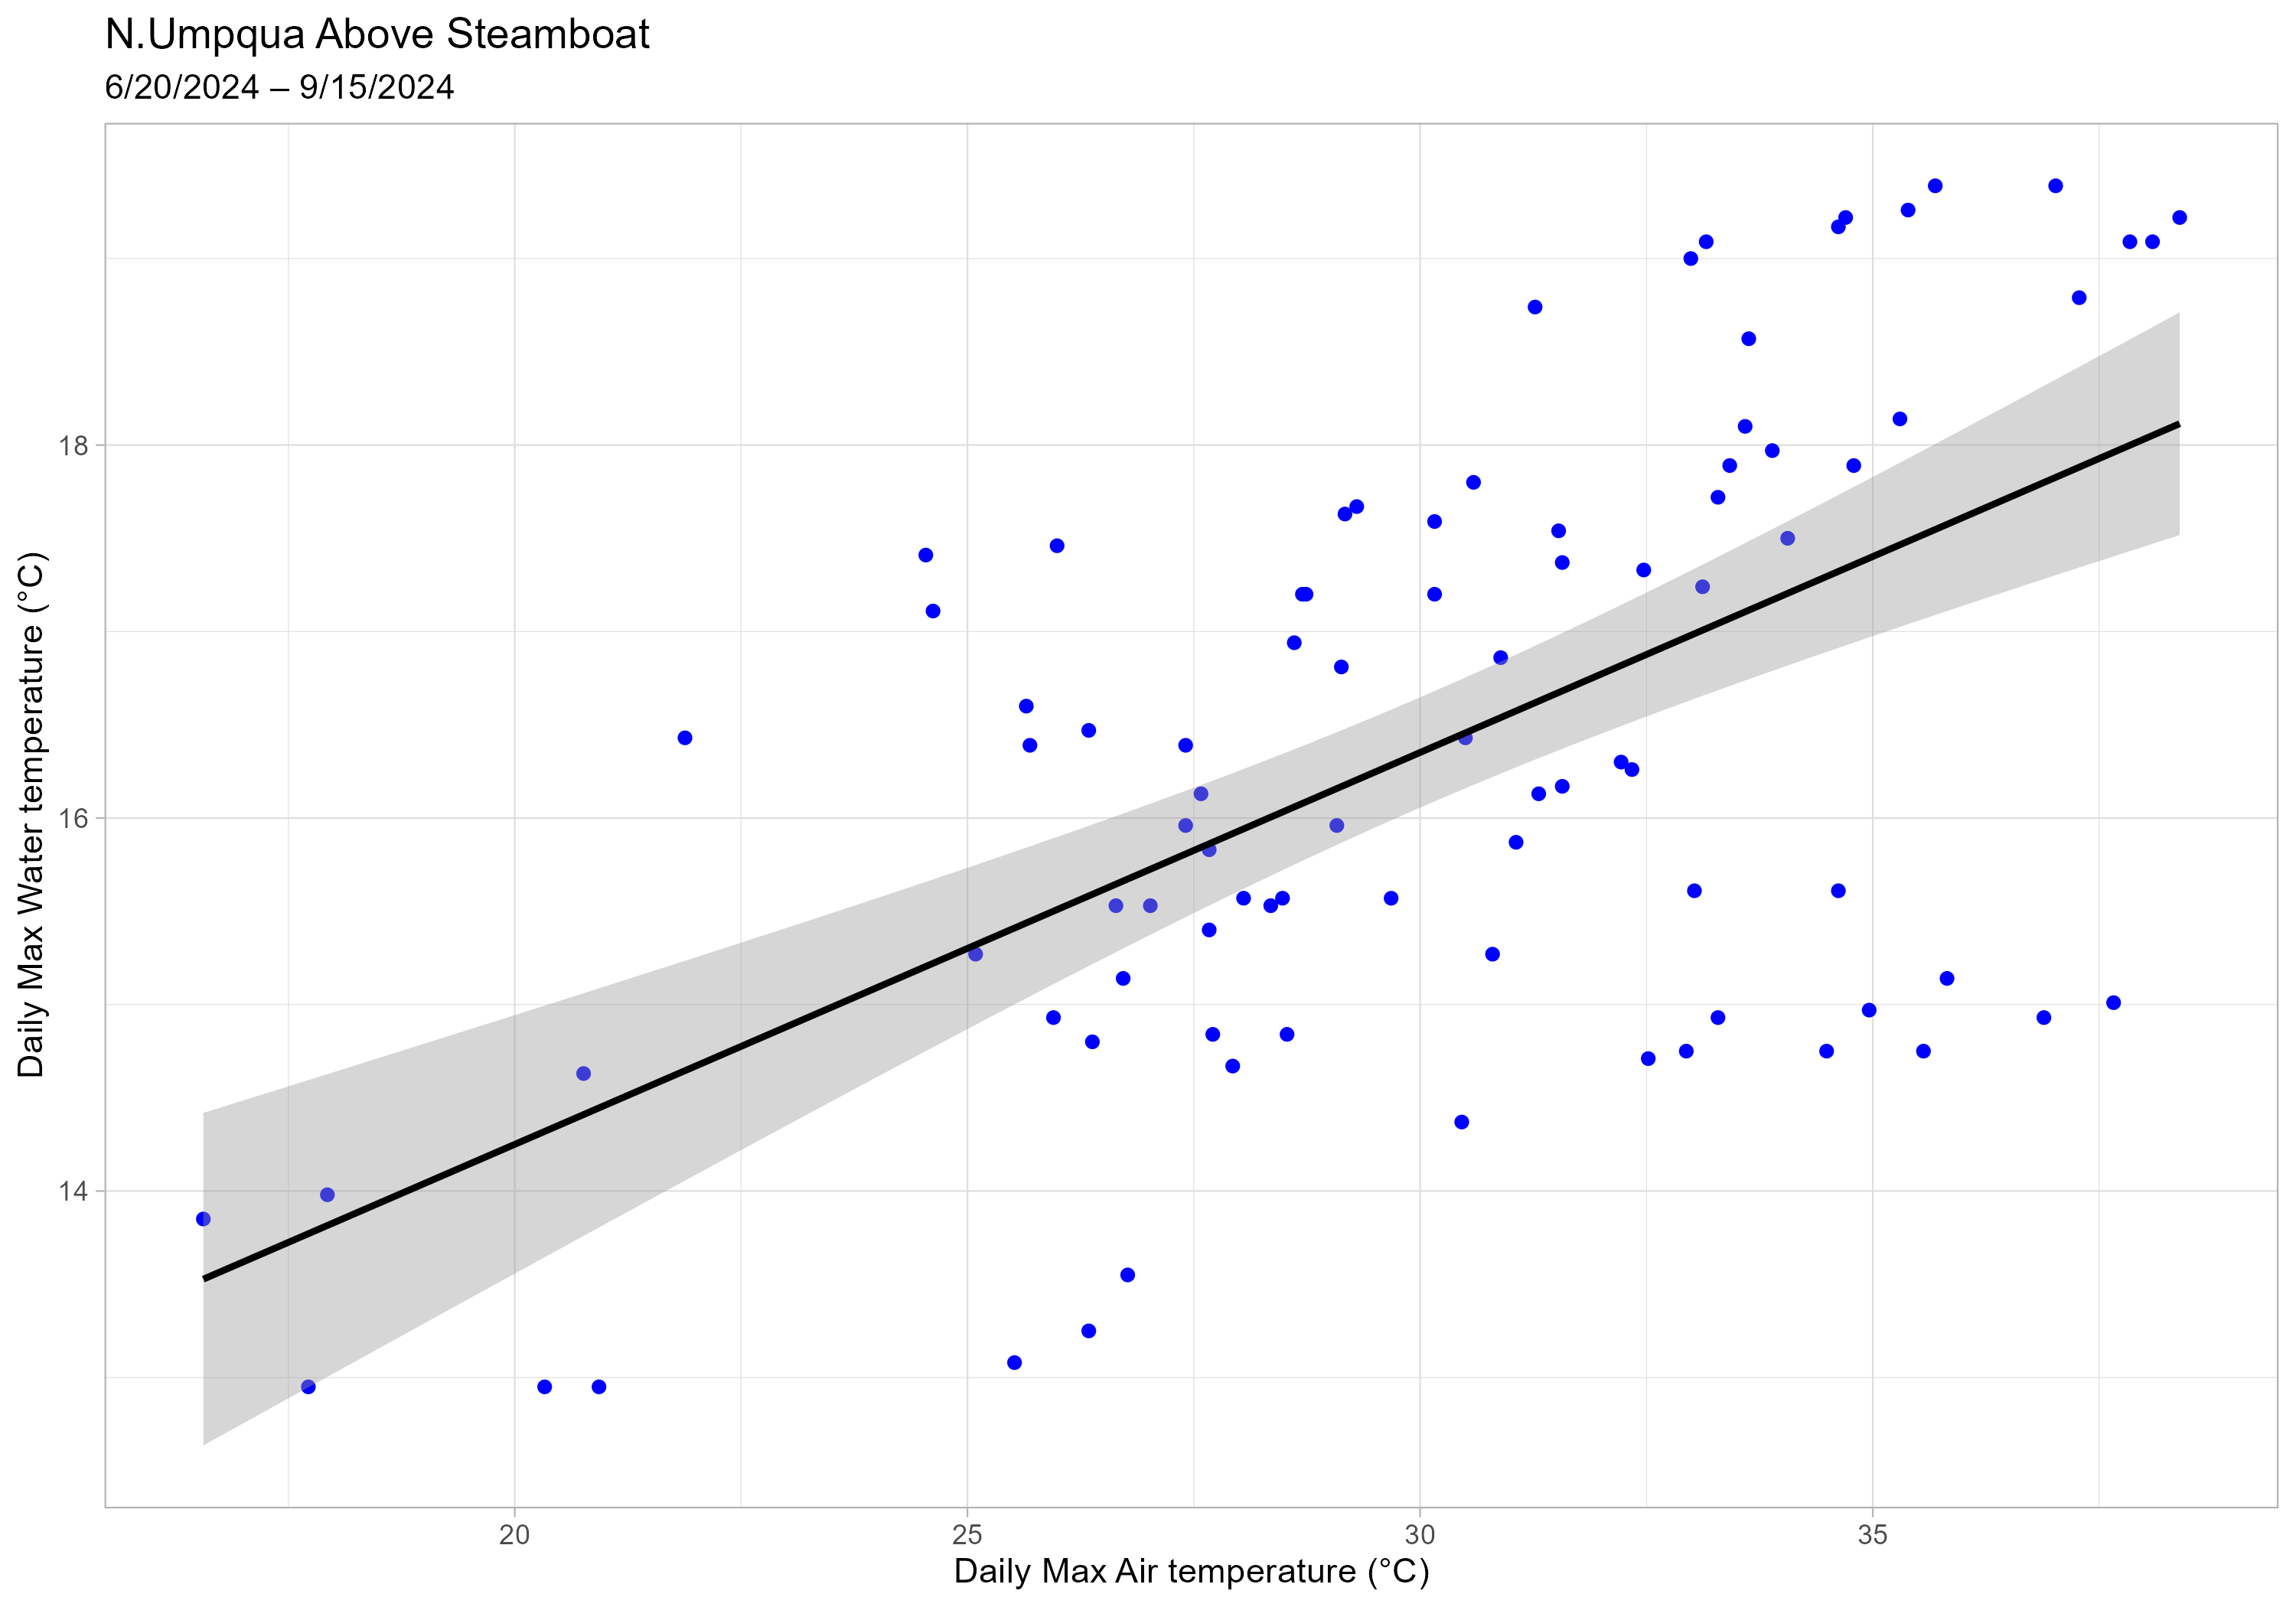 N.Umpqua Above Steamboat
6/20/2024 – 9/15/2024
Daily Max Water temperature (°C)
18
16
14
20
25
30
35
Daily Max Air temperature (°C)